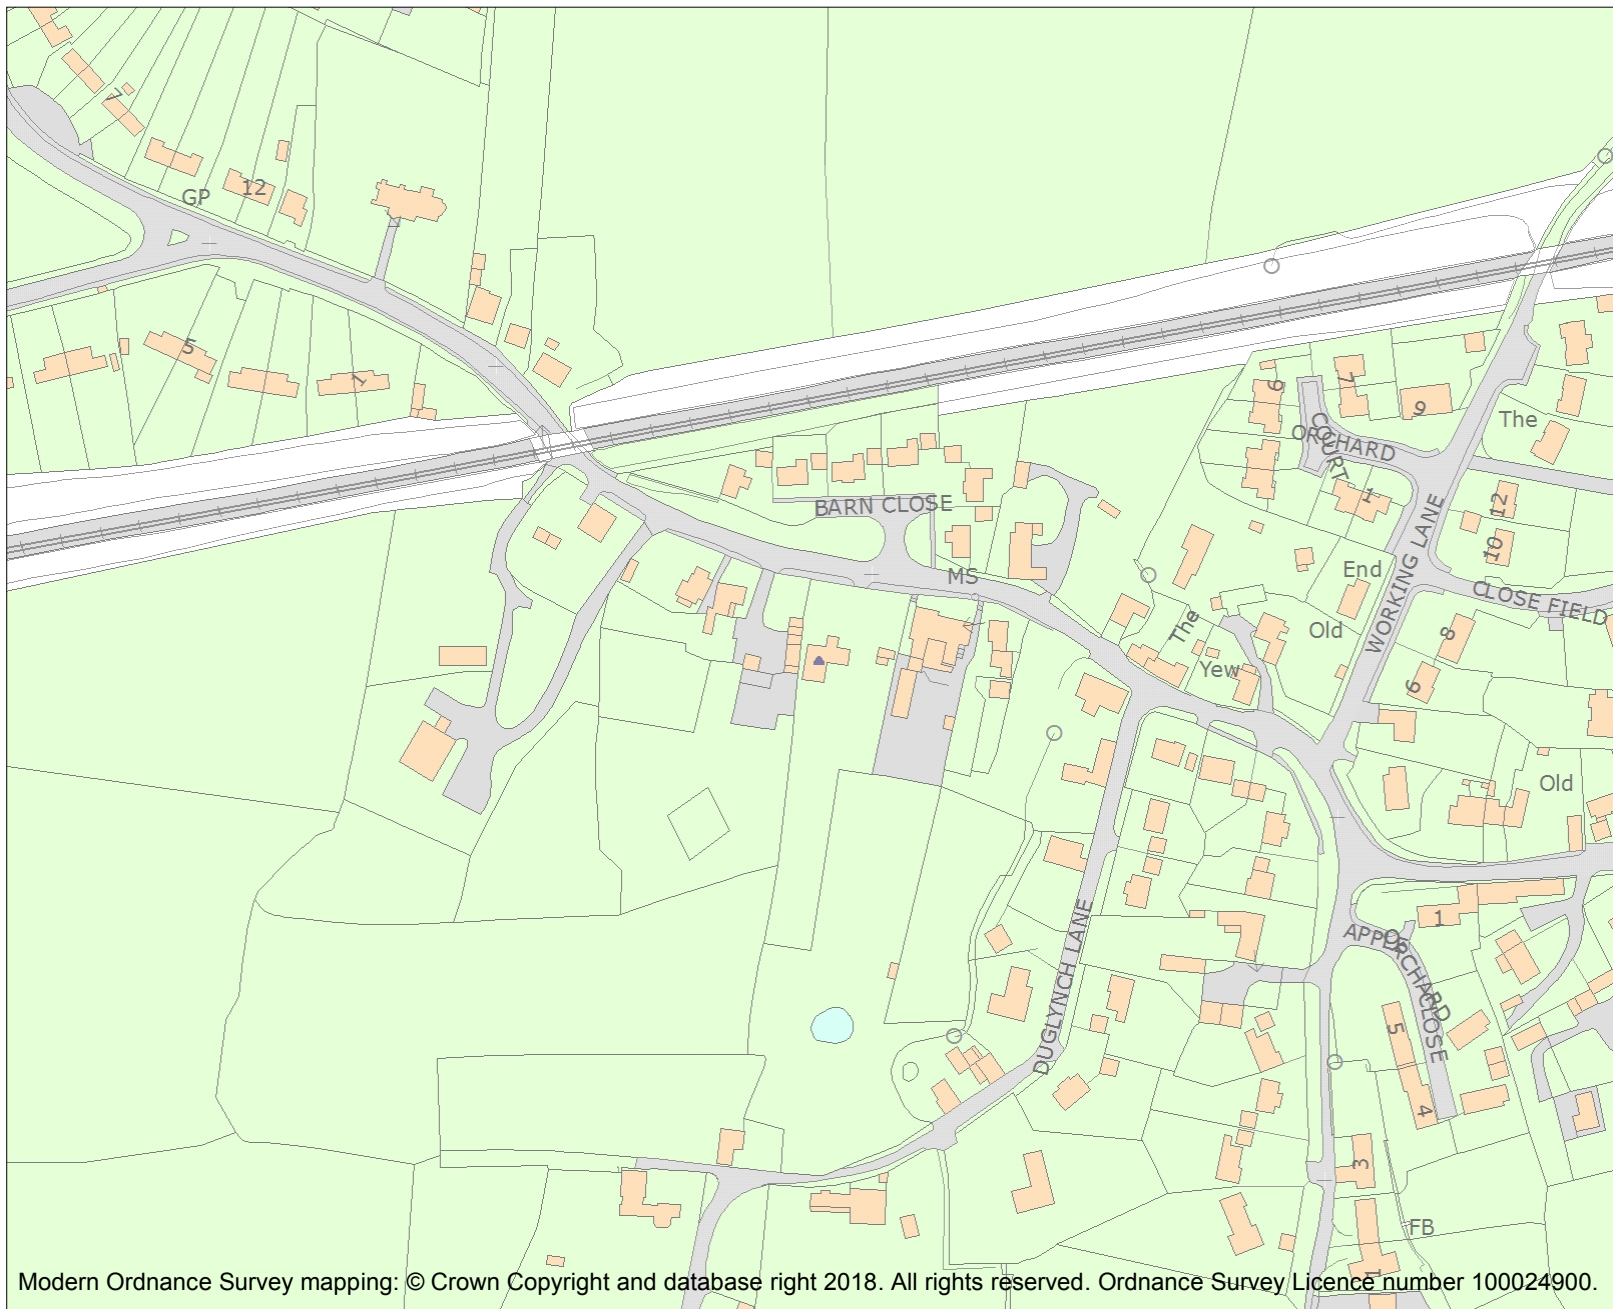 7
GP
12
5
1
6
7
9
The
ORCHARD
COURT
1
12
BARN CLOSE
10
MS
End
WORKING LANE
CLOSE FIELD
The
Old
8
Yew
6
Old
1
APPLE
ORCHARD
CLOSE
DUGLYNCH LANE
5
4
3
FB
1
Modern Ordnance Survey mapping: © Crown Copyright and database right 2018. All rights reserved. Ordnance Survey Licence number 100024900.